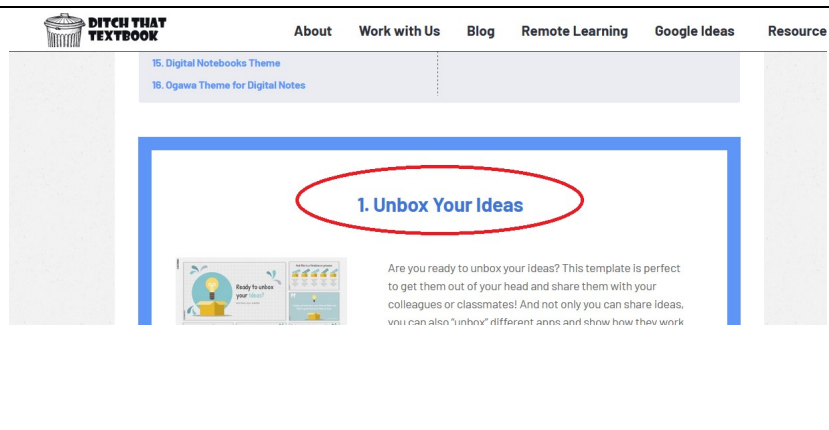 DITCH THAT
TEXTBOOK
About Work with Us Blog Remote Learning Google Ideas Resource
15. Digital Notebooks Theme
16. Ogawa Theme for Digital Notes
1. Unbox Your Ideas
Ready to unbox
your ideas?
Are you ready to unbox your ideas? This template is perfect
to get them out of your head and share them with your
colleagues or classmates! And not only you can share ideas,
you can also "unbox" different apps and show how they work